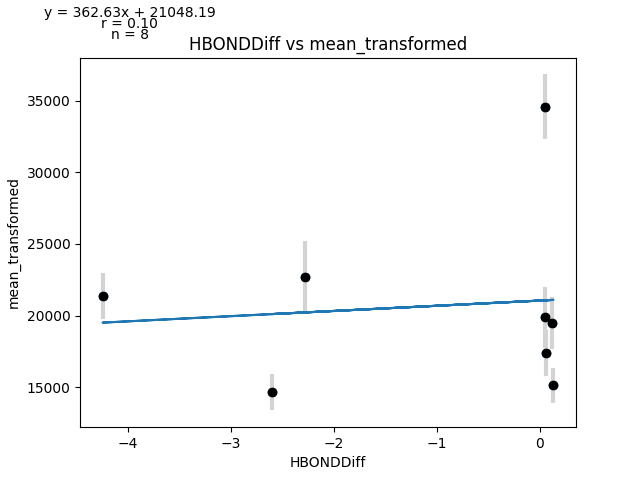 y = 362.63x + 21048.19
r = 0.10
n = 8
HBONDDiff vs mean_transformed
mean_transformed
35000
30000
25000
20000
15000
−4
−3
−2
−1
0
HBONDDiff